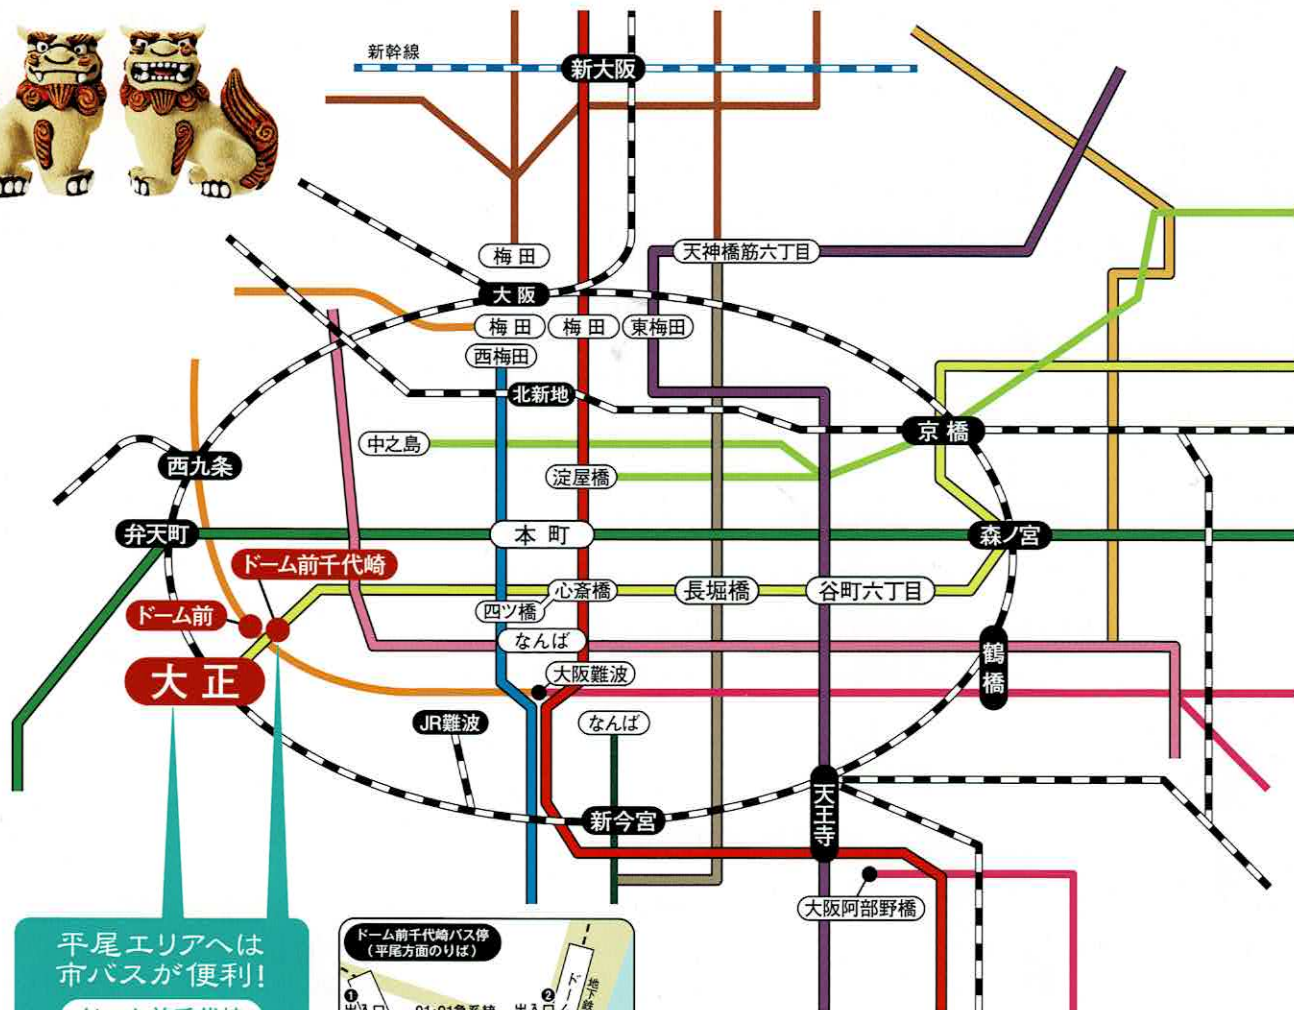 新幹線
新大阪
梅田
天神橋筋六丁目
大阪
梅田
梅田
東梅田
西梅田
北新地
中之島
京橋
西九条
淀屋橋
弁天町
本町
森ノ宮
ドーム前千代崎
心斎橋
長堀橋
谷町六丁目
四ツ橋
ドーム前
なんば
鶴橋
大正
大阪難波
JR難波
なんば
新今宮
天王寺
大阪阿部野橋
平尾エリアへは
市バスが便利!
ドーム前千代崎バス停
(平尾方面のりば)
❶
❷